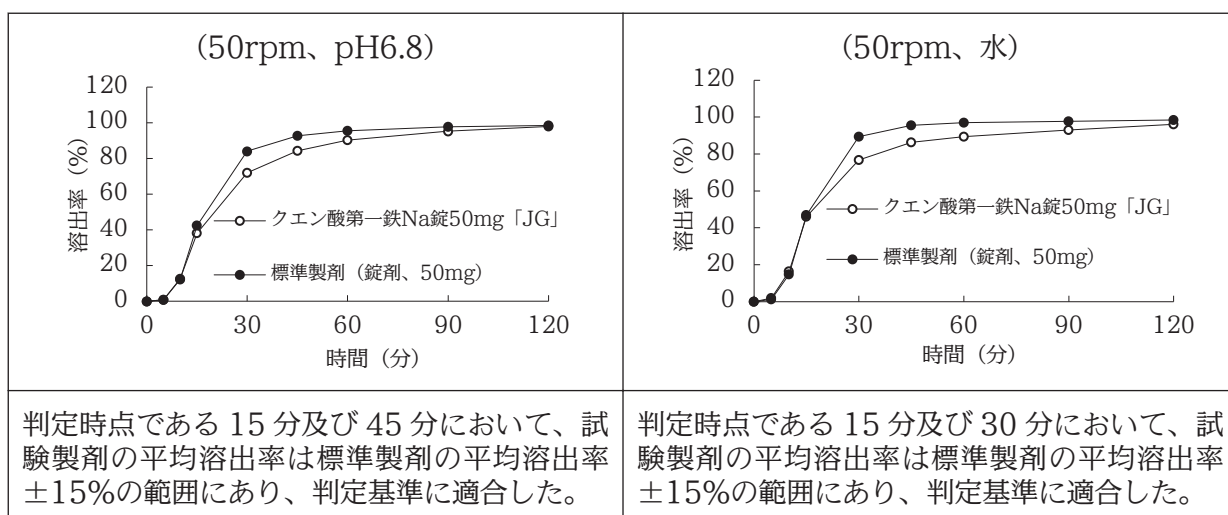 (50rpm、pH6.8)
120
100
80
60
40
20
0
溶出率(%)
クエン酸第一鉄Na錠50mg「JG」
標準製剤(錠剤、50mg)
0 30 60 90 120
時間(分)
判定時点である 15 分及び 45 分において、試
験製剤の平均溶出率は標準製剤の平均溶出率
±15%の範囲にあり、判定基準に適合した。
(50rpm、水)
120
100
80
60
40
20
0
溶出率(%)
クエン酸第一鉄Na錠50mg「JG」
標準製剤(錠剤、50mg)
0 30 60 90 120
時間(分)
判定時点である 15 分及び 30 分において、試
験製剤の平均溶出率は標準製剤の平均溶出率
±15%の範囲にあり、判定基準に適合した。